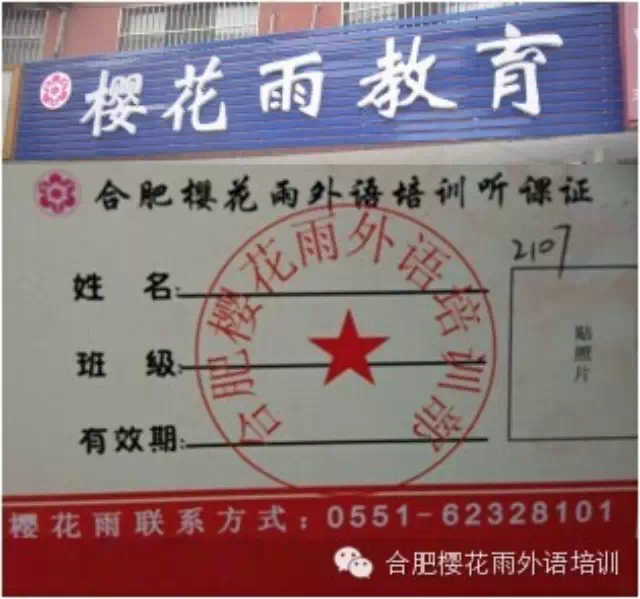 樱花雨教育
合肥樱花雨外语培训听课证
2107
姓 名:
班 级:
有效期:
贴照片
合肥樱花雨外语培训部
樱花雨联系方式：0551-62328101
合肥樱花雨外语培训